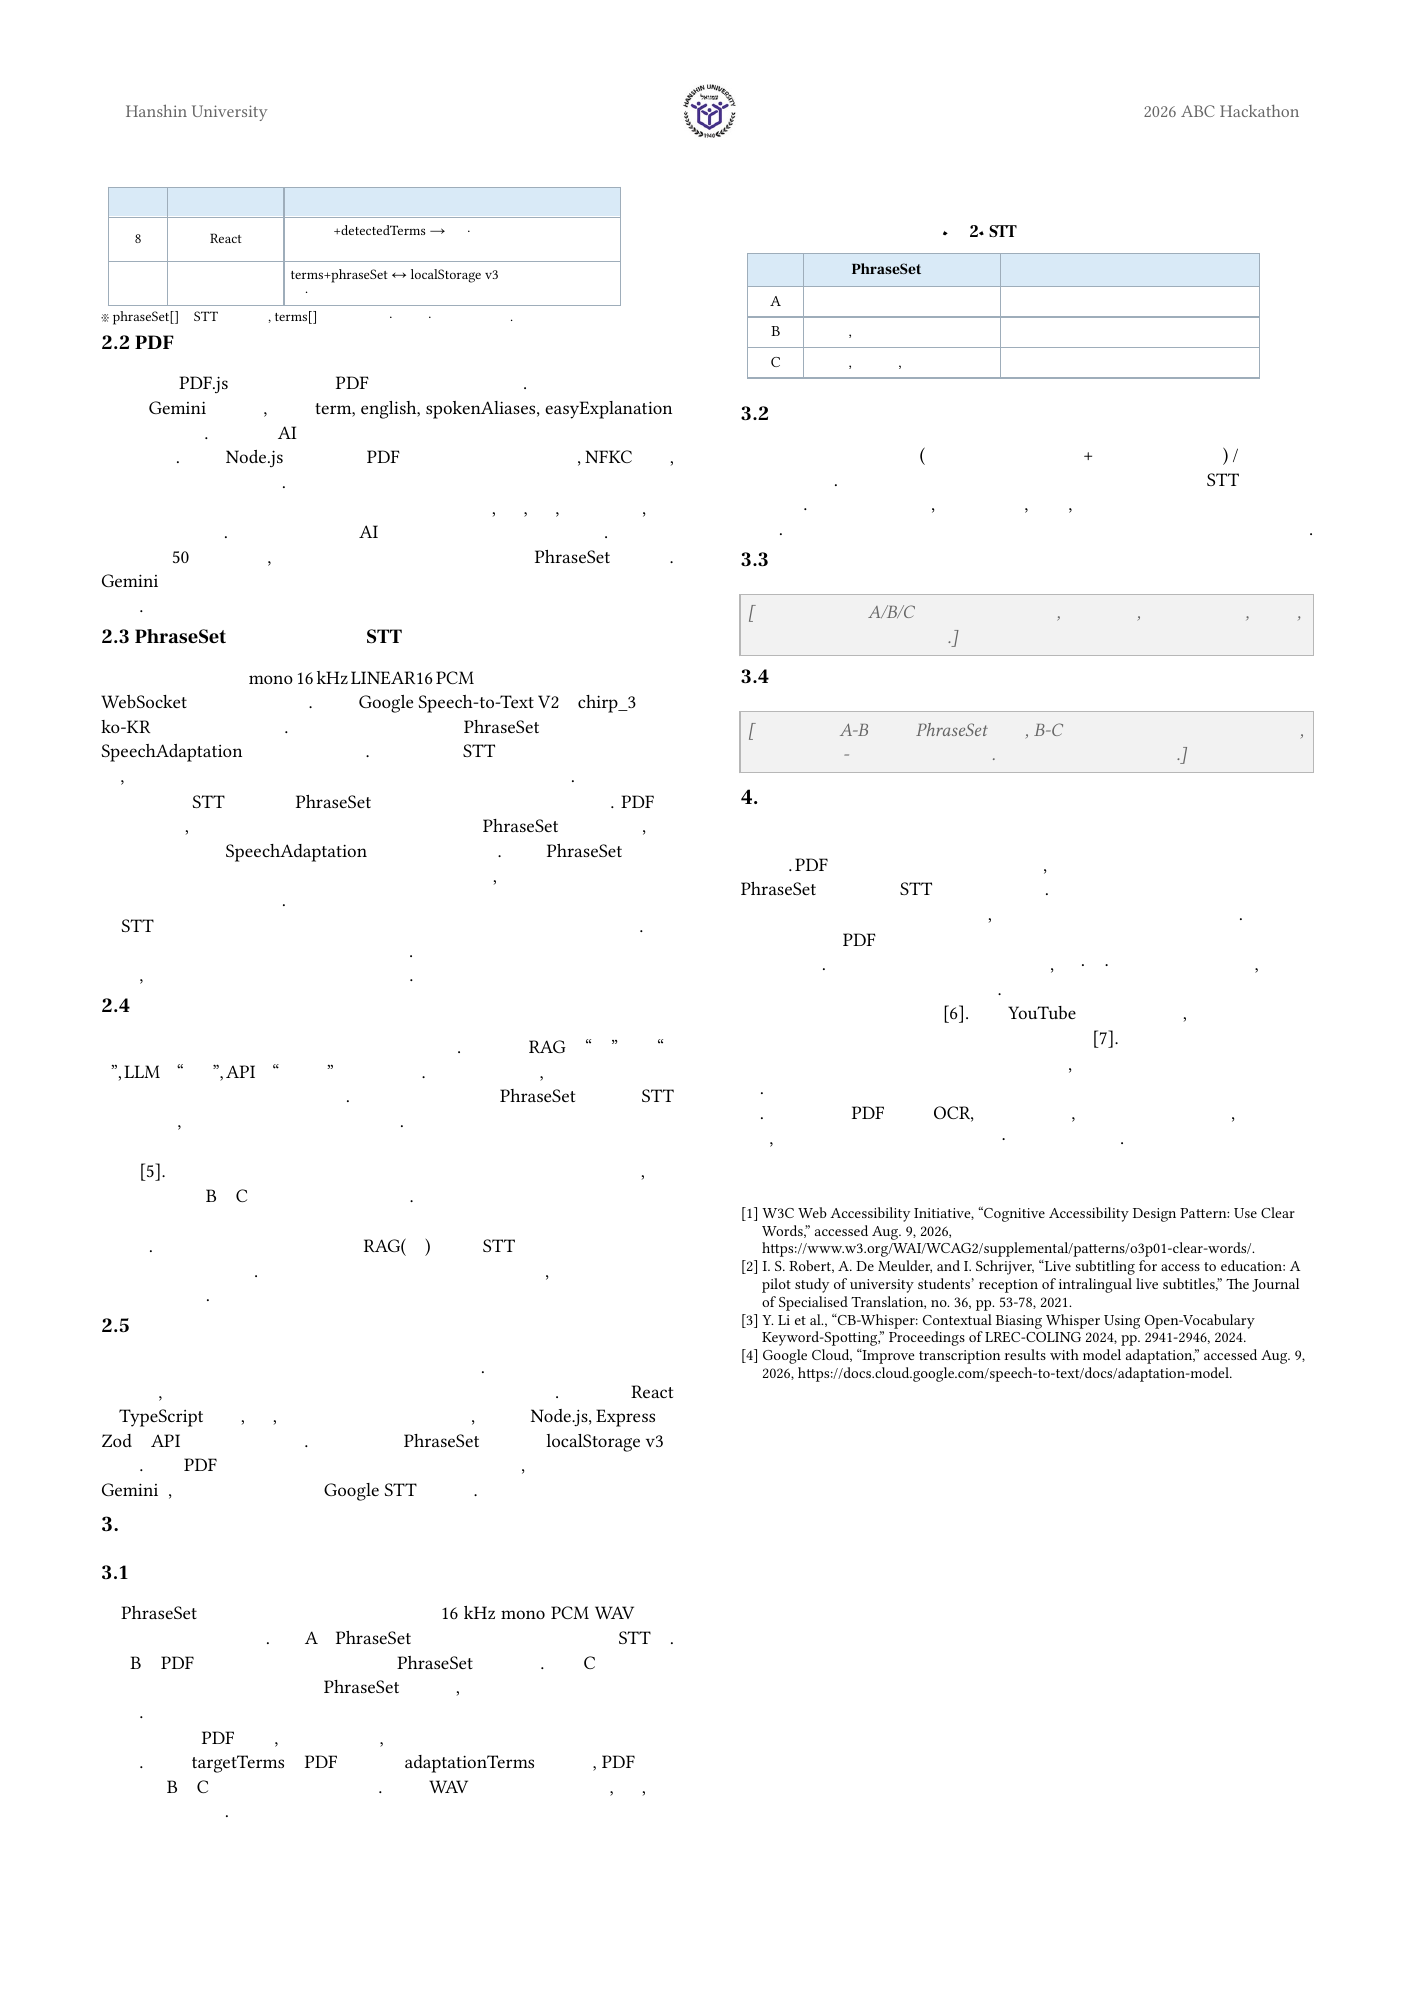 Hanshin University
HANSHIN UNIVERSITY
1940
2026 ABC Hackathon
8 React +detectedTerms → ·
terms+phraseSet ↔ localStorage v3
.
※ phraseSet[] STT , terms[] · · .
2.2 PDF
PDF.js PDF .
Gemini , term, english, spokenAliases, easyExplanation
. AI
. Node.js PDF , NFKC ,
.
, , , ,
. AI .
50 , PhraseSet .
Gemini
.
2.3 PhraseSet STT
mono 16 kHz LINEAR16 PCM
WebSocket . Google Speech-to-Text V2 chirp_3
ko-KR . PhraseSet
SpeechAdaptation . STT
, .
STT PhraseSet . PDF
, PhraseSet ,
SpeechAdaptation . PhraseSet
,
.
STT .
.
, .
2.4
. RAG “ ” “
”, LLM “ ”, API “ ” . ,
. PhraseSet STT
, .
[5]. ,
B C .
. RAG( ) STT
. ,
.
2.5
.
, . React
TypeScript , , , Node.js, Express
Zod API . PhraseSet localStorage v3
. PDF ,
Gemini , Google STT .
3.
3.1
PhraseSet 16 kHz mono PCM WAV
. A PhraseSet STT .
B PDF PhraseSet . C
PhraseSet ,
.
PDF , ,
. targetTerms PDF adaptationTerms , PDF
B C . WAV , ,
.
2 STT
PhraseSet
A
B ,
C , ,
3.2
( + ) /
. STT
. , , ,
. .
3.3
[ A/B/C , , , ,
.]
3.4
[ A-B PhraseSet , B-C ,
- . .]
4.
. PDF ,
PhraseSet STT .
, .
PDF
. , · · ,
.
[6]. YouTube ,
[7].
,
.
. PDF OCR, , ,
, · .
[1] W3C Web Accessibility Initiative, “Cognitive Accessibility Design Pattern: Use Clear
Words,” accessed Aug. 9, 2026,
https://www.w3.org/WAI/WCAG2/supplemental/patterns/o3p01-clear-words/.
[2] I. S. Robert, A. De Meulder, and I. Schrijver, “Live subtitling for access to education: A
pilot study of university students’ reception of intralingual live subtitles,” The Journal
of Specialised Translation, no. 36, pp. 53-78, 2021.
[3] Y. Li et al., “CB-Whisper: Contextual Biasing Whisper Using Open-Vocabulary
Keyword-Spotting,” Proceedings of LREC-COLING 2024, pp. 2941-2946, 2024.
[4] Google Cloud, “Improve transcription results with model adaptation,” accessed Aug. 9,
2026, https://docs.cloud.google.com/speech-to-text/docs/adaptation-model.